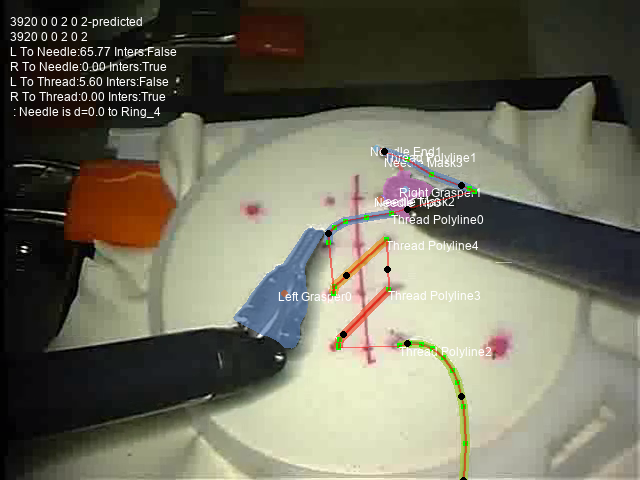 3920 0 0 2 0 2-predicted
3920 0 0 2 0 2
L To Needle:65.77 Inters:False
R To Needle:0.00 Inters:True
L To Thread:5.60 Inters:False
R To Thread:0.00 Inters:True
: Needle is d=0.0 to Ring_4
Needle End1
Thread Polyline1
Needle Mask3
Right Grasper1
Thread Polyline0
Thread Polyline4
Left Grasper0
Thread Polyline3
Thread Polyline2